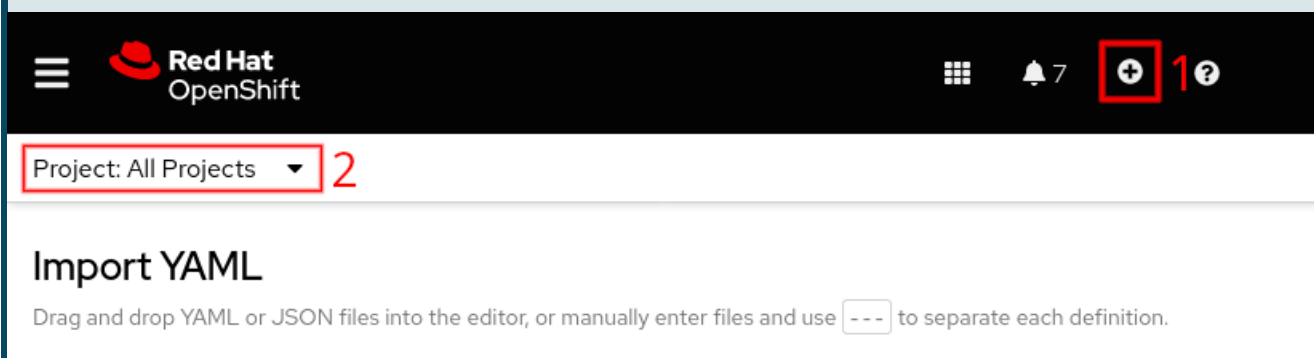 Red Hat
OpenShift
7
1
Project: All Projects
2
Import YAML
Drag and drop YAML or JSON files into the editor, or manually enter files and use --- to separate each definition.